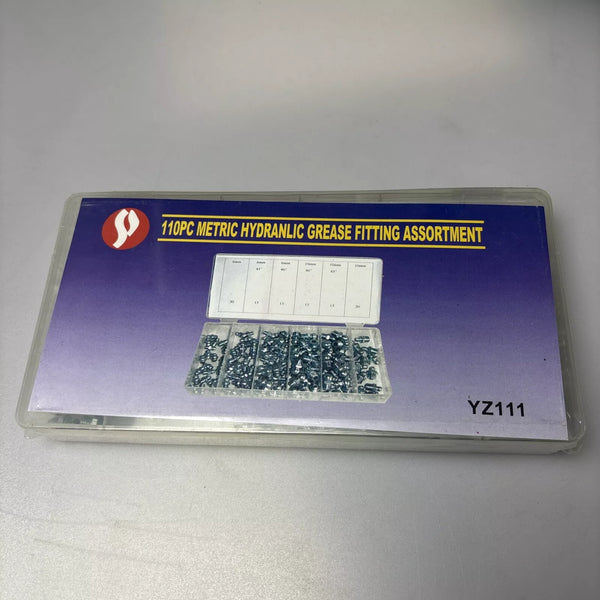 110PC METRIC HYDRANLIC GREASE FITTING ASSORTMENT
YZ111